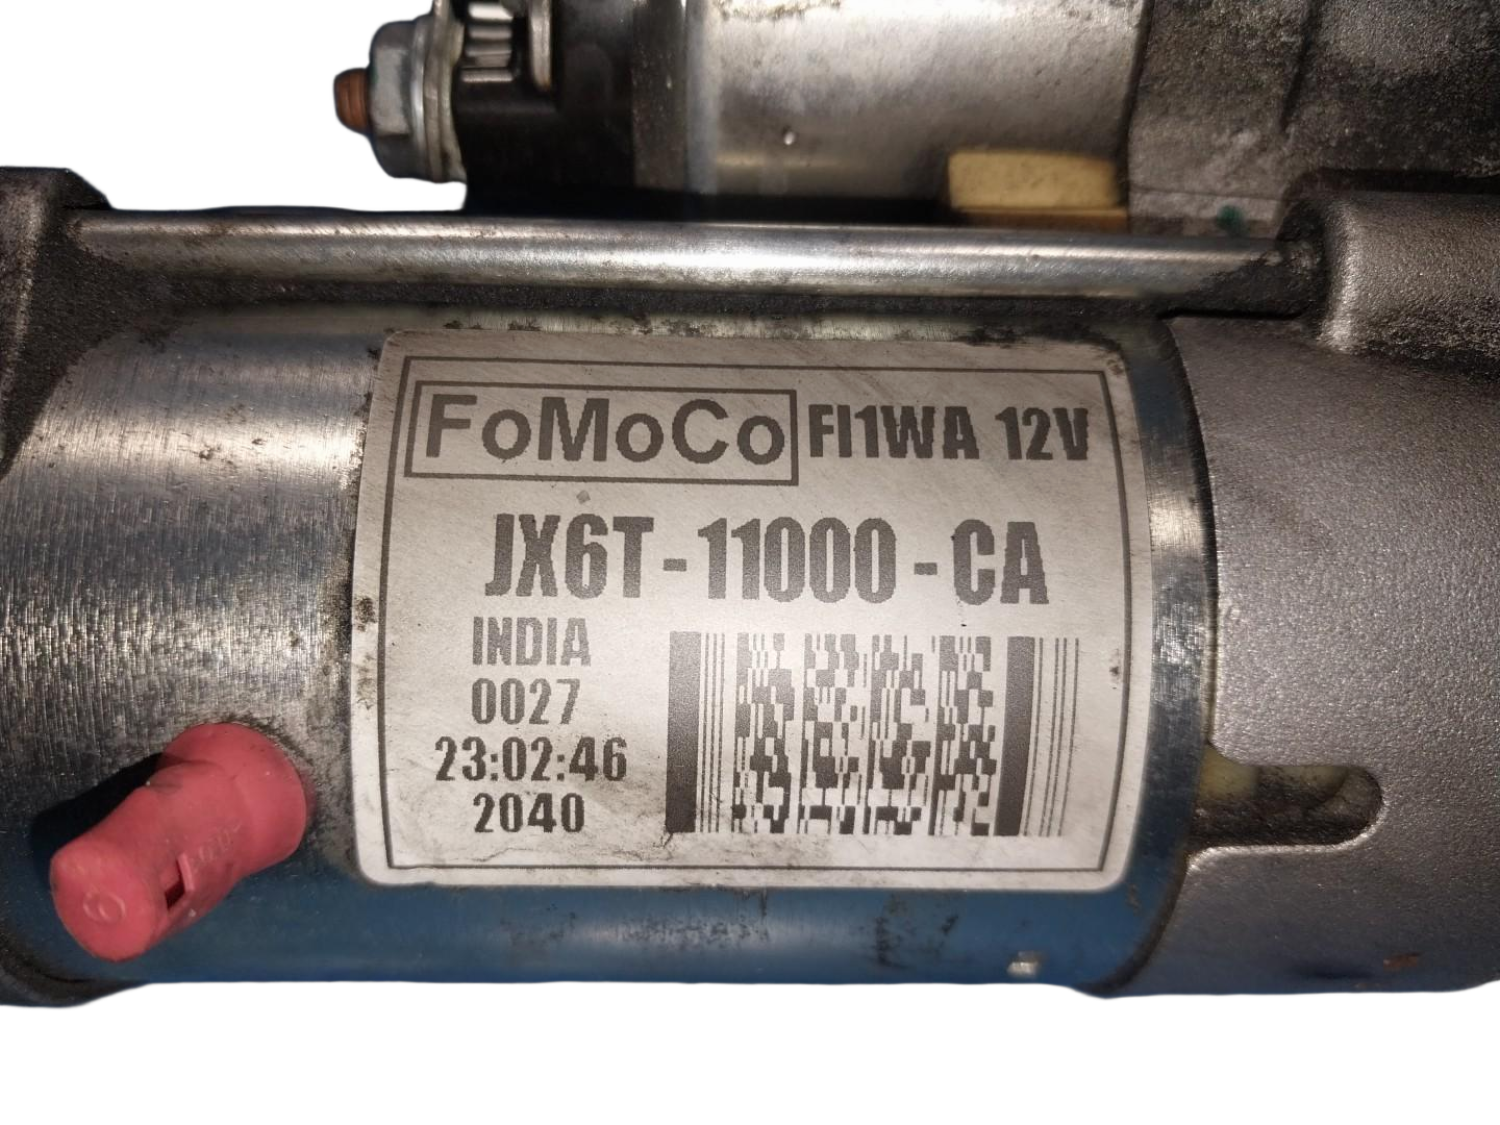 FoMoCo FI1WA 12V
JX6T-11000-CA
INDIA
0027
23:02:46
2040